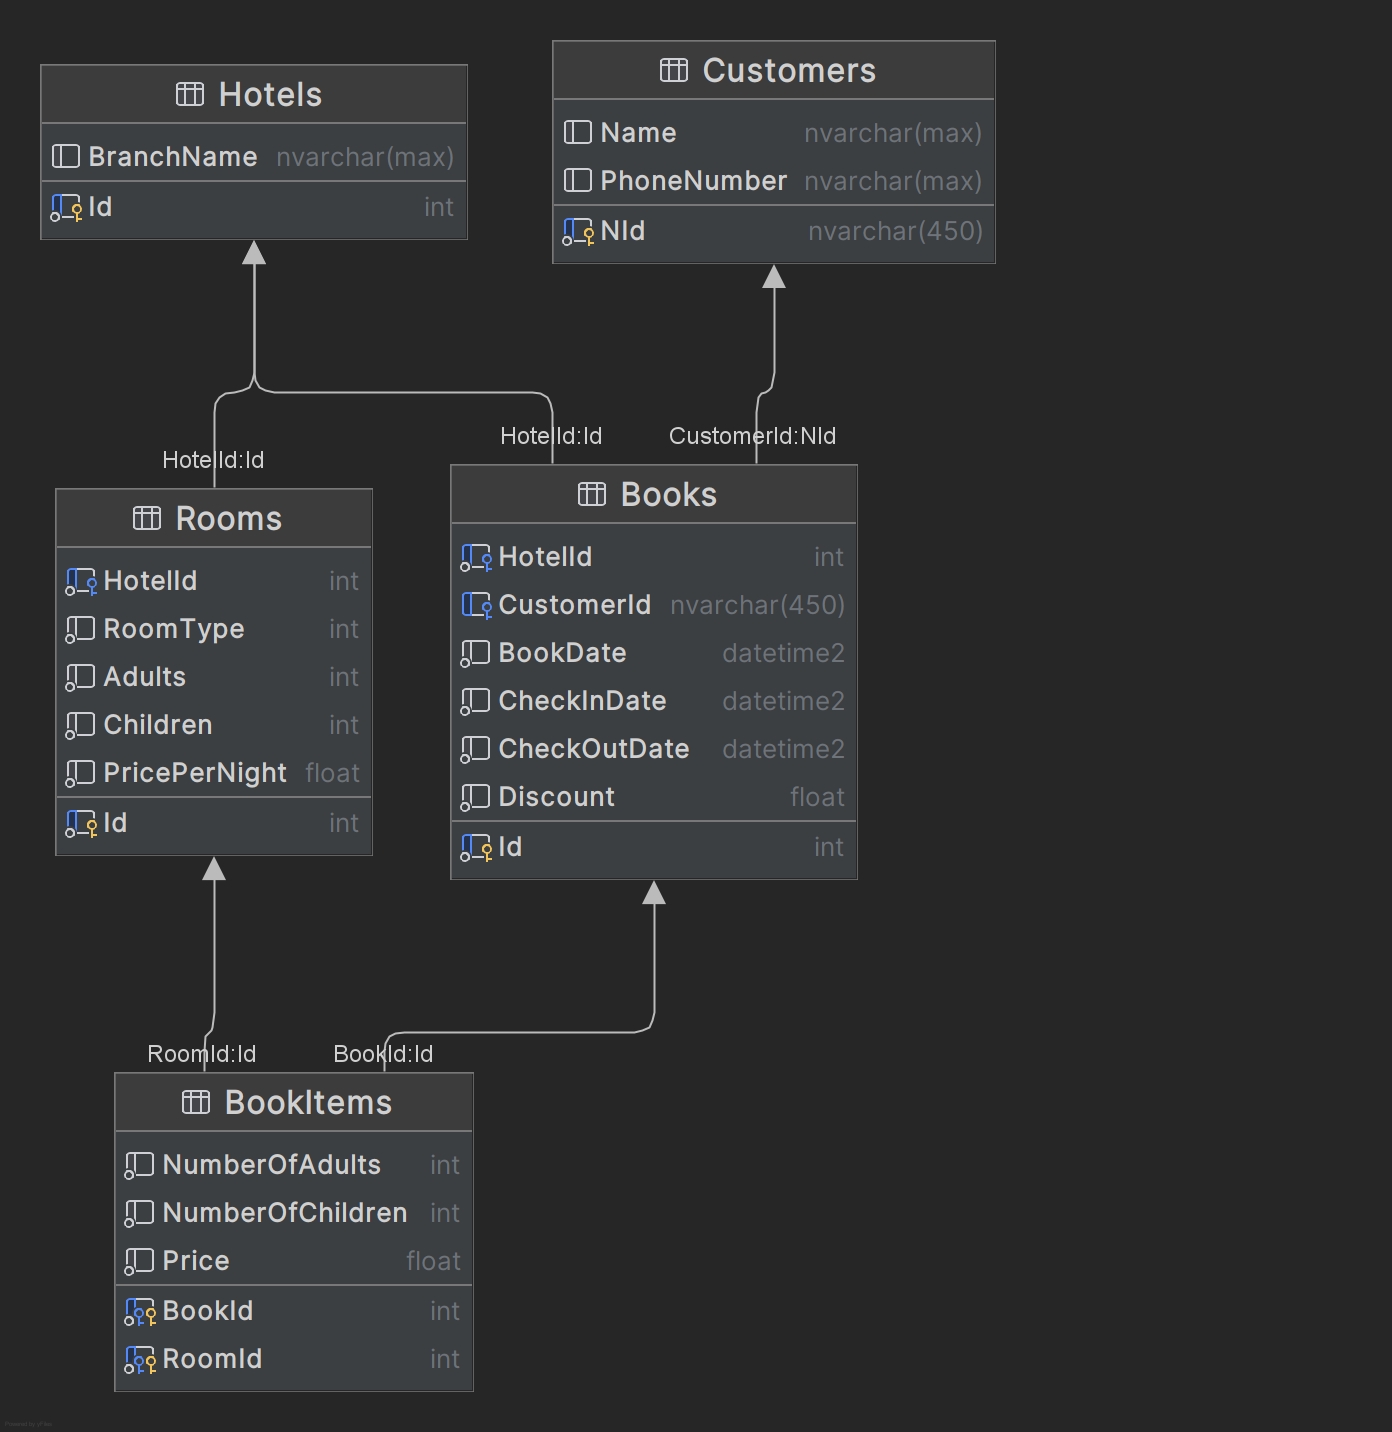 Hotels
BranchName nvarchar(max)
Id int
Customers
Name nvarchar(max)
PhoneNumber nvarchar(max)
NId nvarchar(450)
HotelId:Id
HotelId:Id
CustomerId:NId
Rooms
HotelId int
RoomType int
Adults int
Children int
PricePerNight float
Id int
Books
HotelId int
CustomerId nvarchar(450)
BookDate datetime2
CheckInDate datetime2
CheckOutDate datetime2
Discount float
Id int
RoomId:Id
BookId:Id
BookItems
NumberOfAdults int
NumberOfChildren int
Price float
BookId int
RoomId int
Powered by yFiles